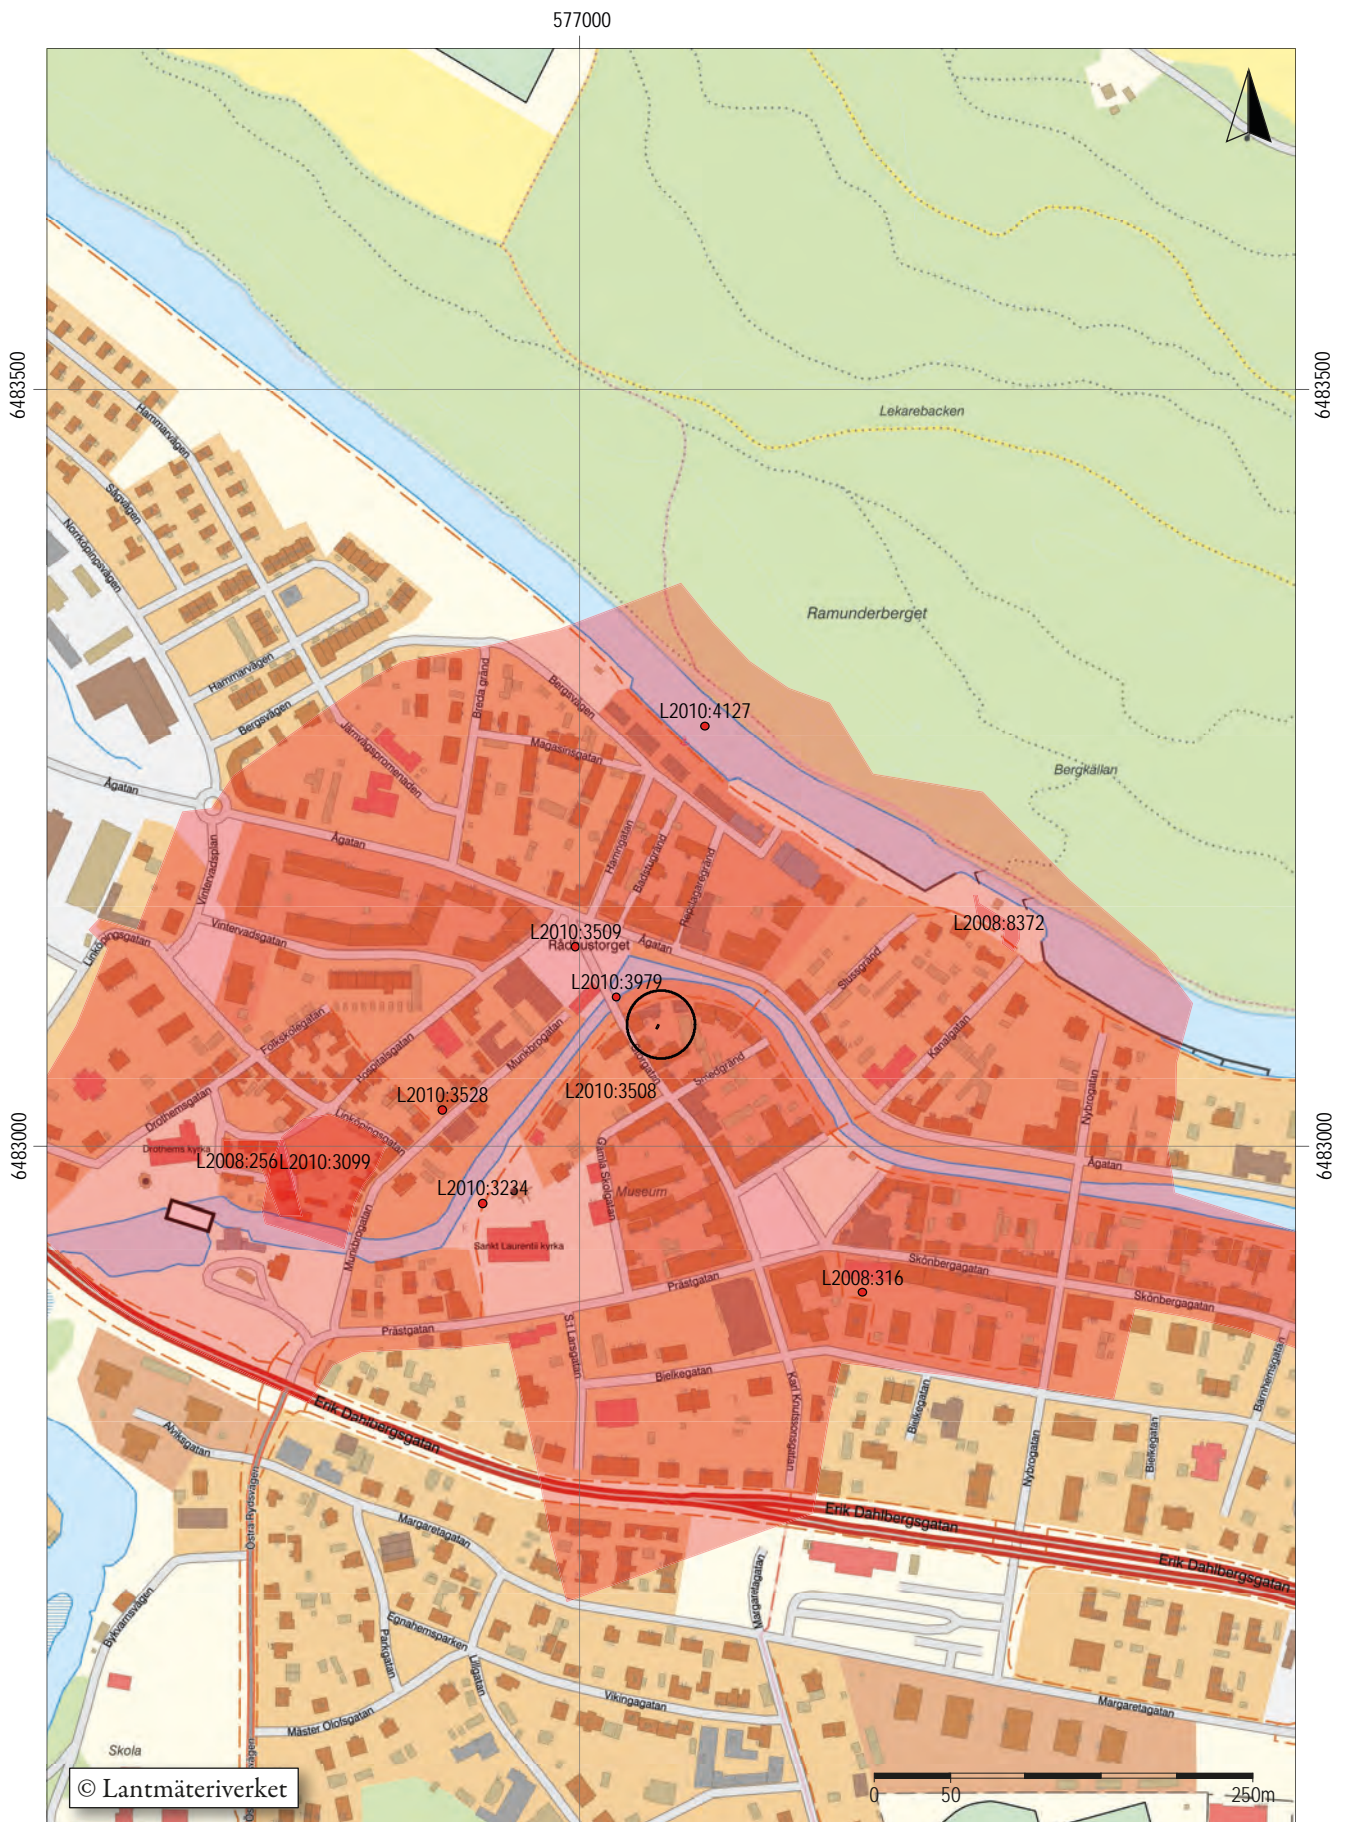 577000
6483500
6483500
Lekarebacken
Hammarvägen
Sågvägen
Norrköpingsvägen
Ramunderberget
Hammarvägen
Bergsvägen
Breda gränd
Bergsvägen
L2010:4127
Järnvägspromenaden
Magasinsgatan
Bergkällan
Ågatan
Ågatan
Vintervadsplan
Hamngatan
Badstugränd
Repslagaregränd
Linköpingsgatan
Vintervadsgatan
L2010:3509
Rådhustorget
Ågatan
L2008:8372
L2010:3979
Slussgränd
Folkskolegatan
Hospitalsgatan
Munkbrogatan
Storgatan
Smedgränd
Kanalgatan
L2010:3528
L2010:3508
Nybrogatan
Drothemsgatan
Linköpingsgatan
6483000
6483000
Drothems kyrka
L2008:256
L2010:3099
Ågatan
L2010:3234
Gamla Skolgatan
Museum
Munkbrogatan
Sankt Laurentii kyrka
Skönbergagatan
L2008:316
Prästgatan
Skönbergagatan
Prästgatan
S:t Larsgatan
Bielkegatan
Karl Knutssonsgatan
Bielkegatan
Barnhemsgatan
Erik Dahlbergsgatan
Alviksgatan
Nybrogatan
Bielkegatan
Östra Rydsvägen
Erik Dahlbergsgatan
Margaretagatan
Erik Dahlbergsgatan
Margaretagatan
Bykvarnsvägen
Egnahemsparken
Parkgatan
Liljgatan
Vikingagatan
Margaretagatan
Mäster Olofsgatan
Skola
© Lantmäteriverket
0 50 250m